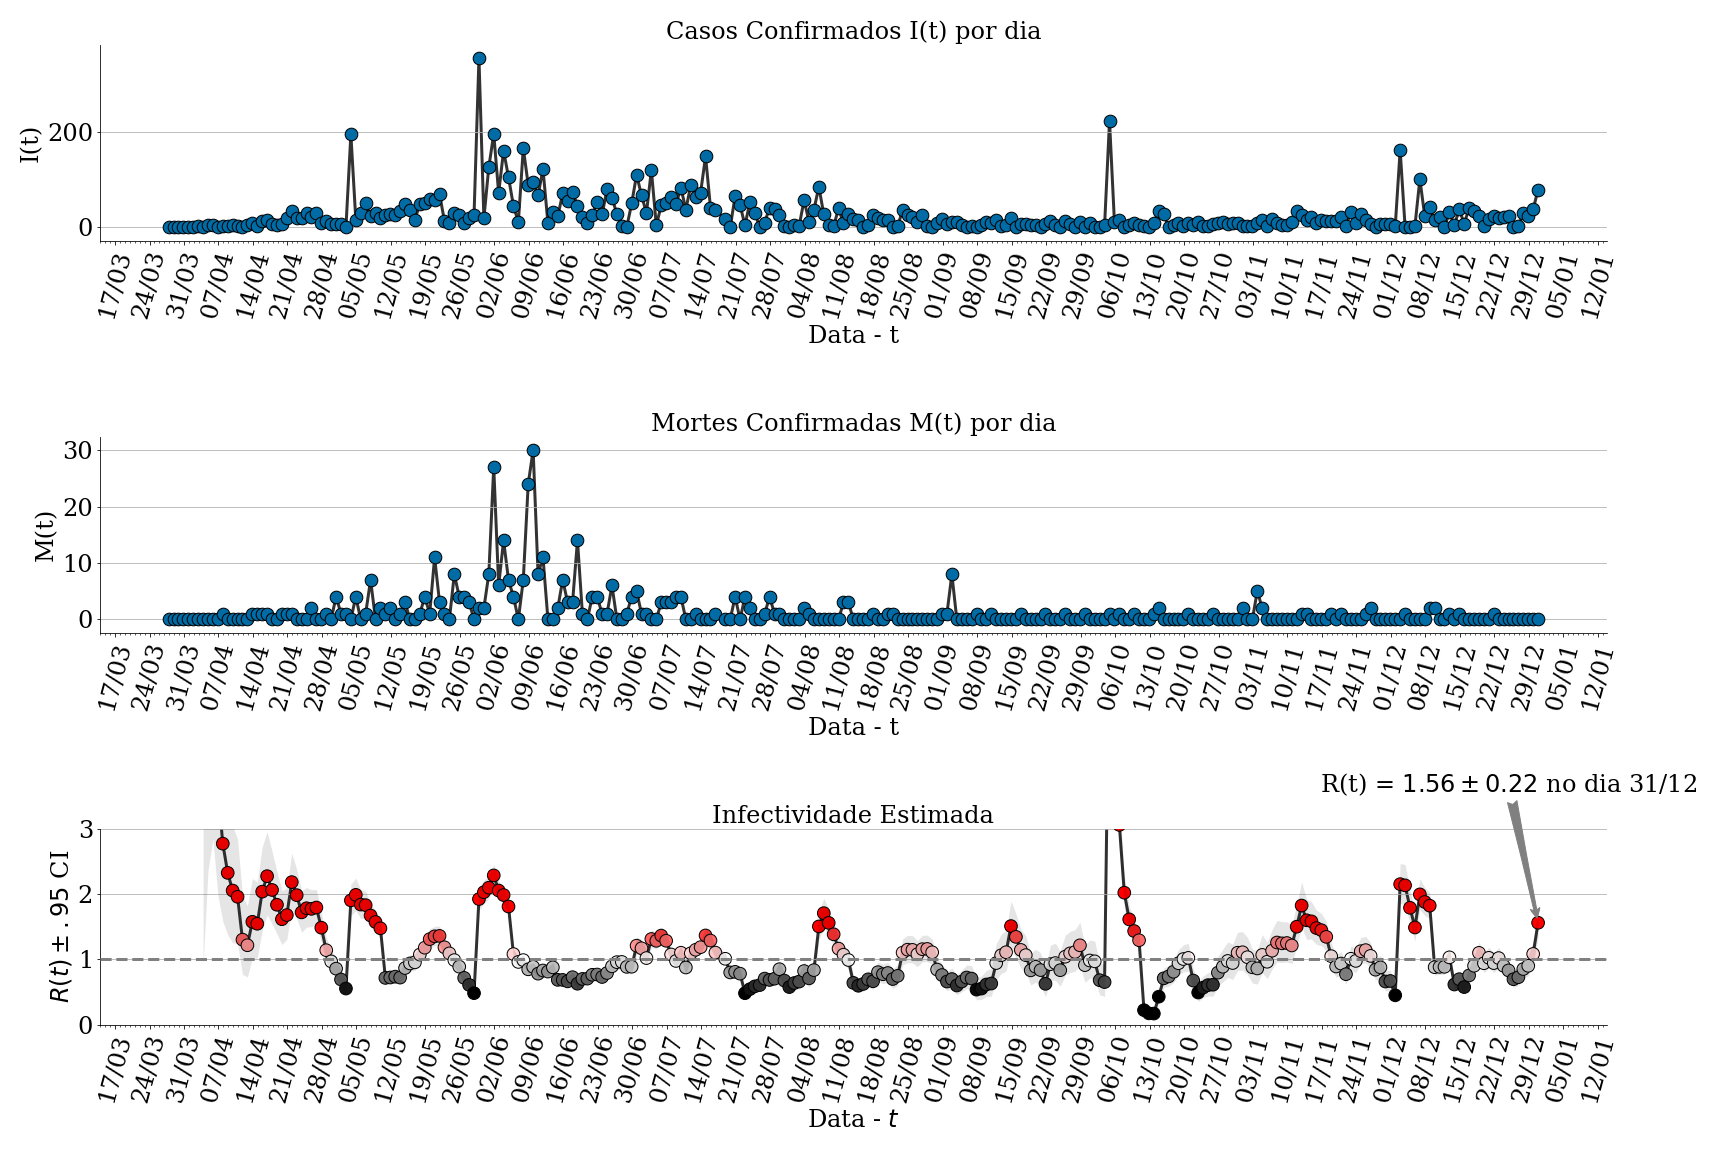 Casos Confirmados I(t) por dia
I(t)
200
0
17/03 24/03 31/03 07/04 14/04 21/04 28/04 05/05 12/05 19/05 26/05 02/06 09/06 16/06 23/06 30/06 07/07 14/07 21/07 28/07 04/08 11/08 18/08 25/08 01/09 08/09 15/09 22/09 29/09 06/10 13/10 20/10 27/10 03/11 10/11 17/11 24/11 01/12 08/12 15/12 22/12 29/12 05/01 12/01
Data - t
Mortes Confirmadas M(t) por dia
M(t)
30
20
10
0
17/03 24/03 31/03 07/04 14/04 21/04 28/04 05/05 12/05 19/05 26/05 02/06 09/06 16/06 23/06 30/06 07/07 14/07 21/07 28/07 04/08 11/08 18/08 25/08 01/09 08/09 15/09 22/09 29/09 06/10 13/10 20/10 27/10 03/11 10/11 17/11 24/11 01/12 08/12 15/12 22/12 29/12 05/01 12/01
Data - t
R(t) = 1.56 ± 0.22 no dia 31/12
Infectividade Estimada
R(t) ± .95 CI
3
2
1
0
17/03 24/03 31/03 07/04 14/04 21/04 28/04 05/05 12/05 19/05 26/05 02/06 09/06 16/06 23/06 30/06 07/07 14/07 21/07 28/07 04/08 11/08 18/08 25/08 01/09 08/09 15/09 22/09 29/09 06/10 13/10 20/10 27/10 03/11 10/11 17/11 24/11 01/12 08/12 15/12 22/12 29/12 05/01 12/01
Data - t